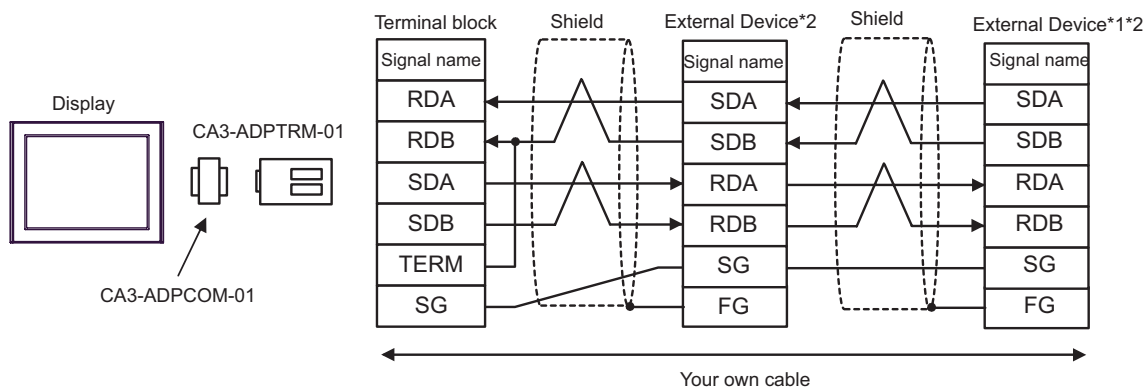 Display
CA3-ADPTRM-01
CA3-ADPCOM-01
Terminal block
Signal name
RDA
RDB
SDA
SDB
TERM
SG
Shield
External Device*2
Signal name
SDA
SDB
RDA
RDB
SG
FG
Shield
External Device*1*2
Signal name
SDA
SDB
RDA
RDB
SG
FG
Your own cable